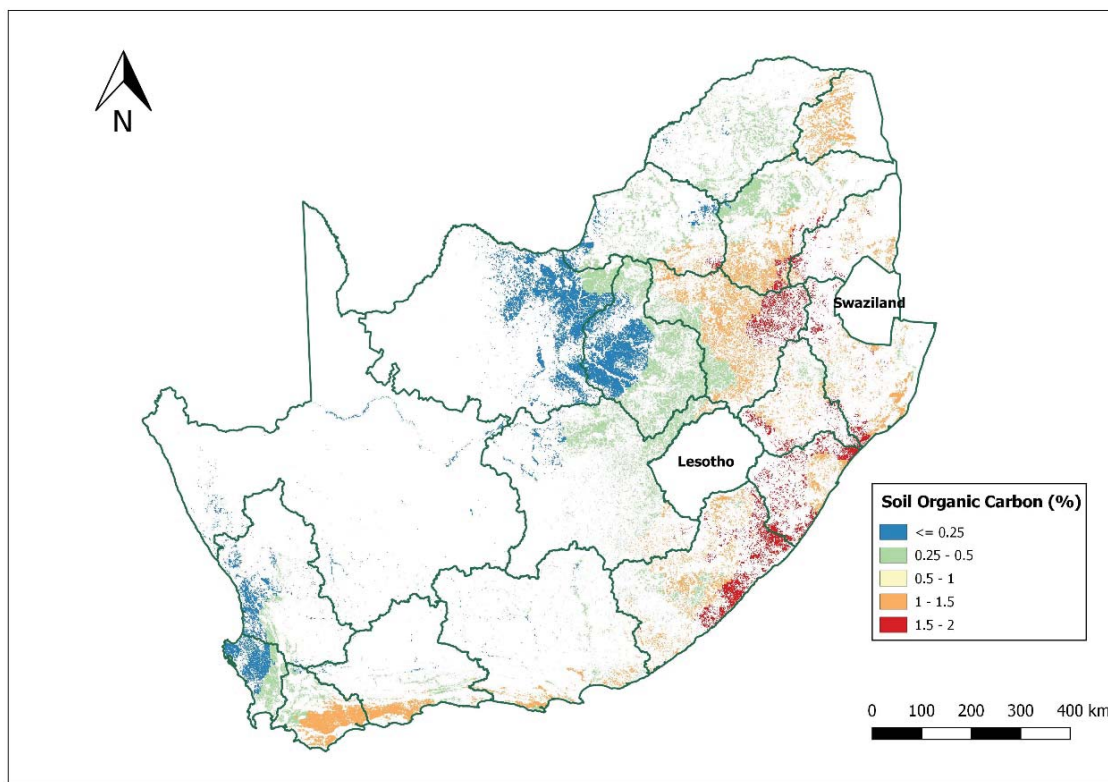 N
Swaziland
Lesotho
Soil Organic Carbon (%)
<= 0.25
0.25 - 0.5
0.5 - 1
1 - 1.5
1.5 - 2
0 100 200 300 400 km